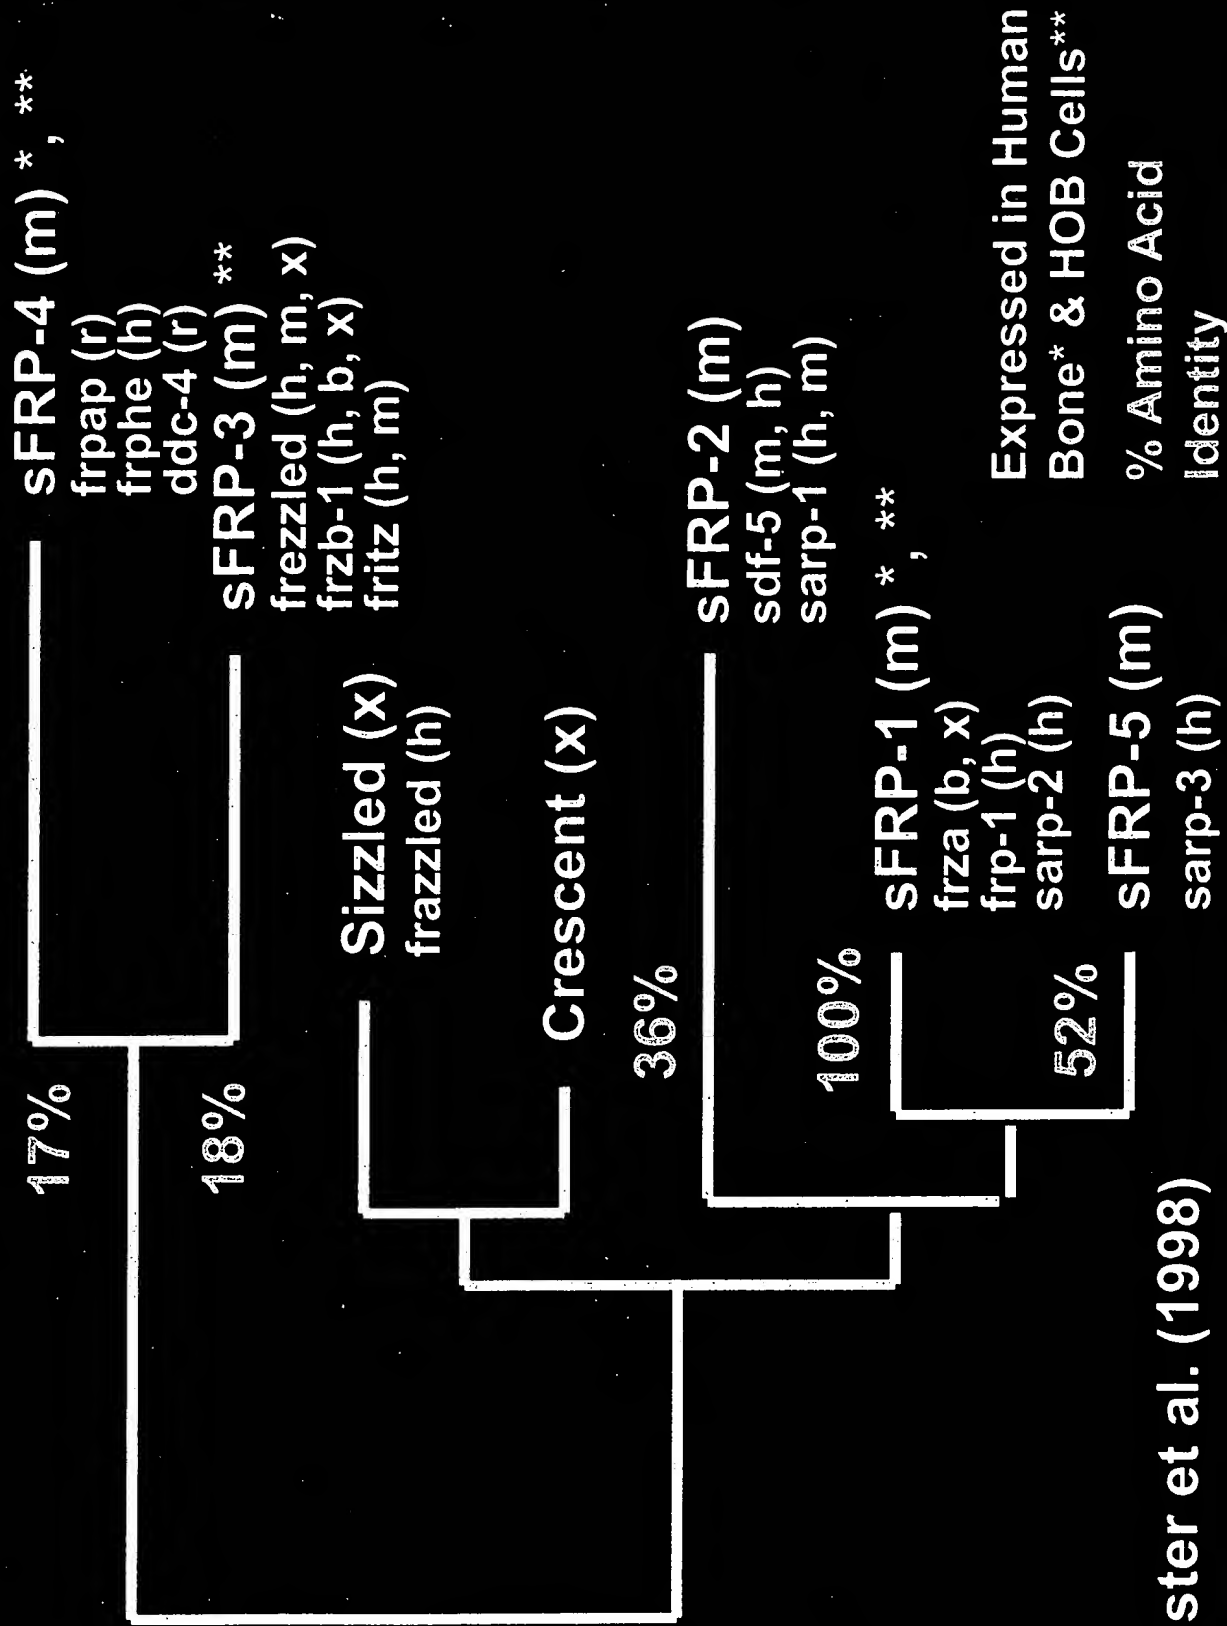 17%
sFRP-4 (m) *, **
frpap (r)
frphe (h)
ddc-4 (r)
18%
sFRP-3 (m) **
frezzled (h, m, x)
frzb-1 (h, b, x)
fritz (h, m)
Sizzled (x)
frazzled (h)
Crescent (x)
36%
sFRP-2 (m)
sdf-5 (m, h)
sarp-1 (h, m)
100%
sFRP-1 (m) *, **
frza (b, x)
frp-1 (h)
sarp-2 (h)
52%
sFRP-5 (m)
sarp-3 (h)
Expressed in Human
Bone* & HOB Cells**
% Amino Acid
Identity
ster et al. (1998)